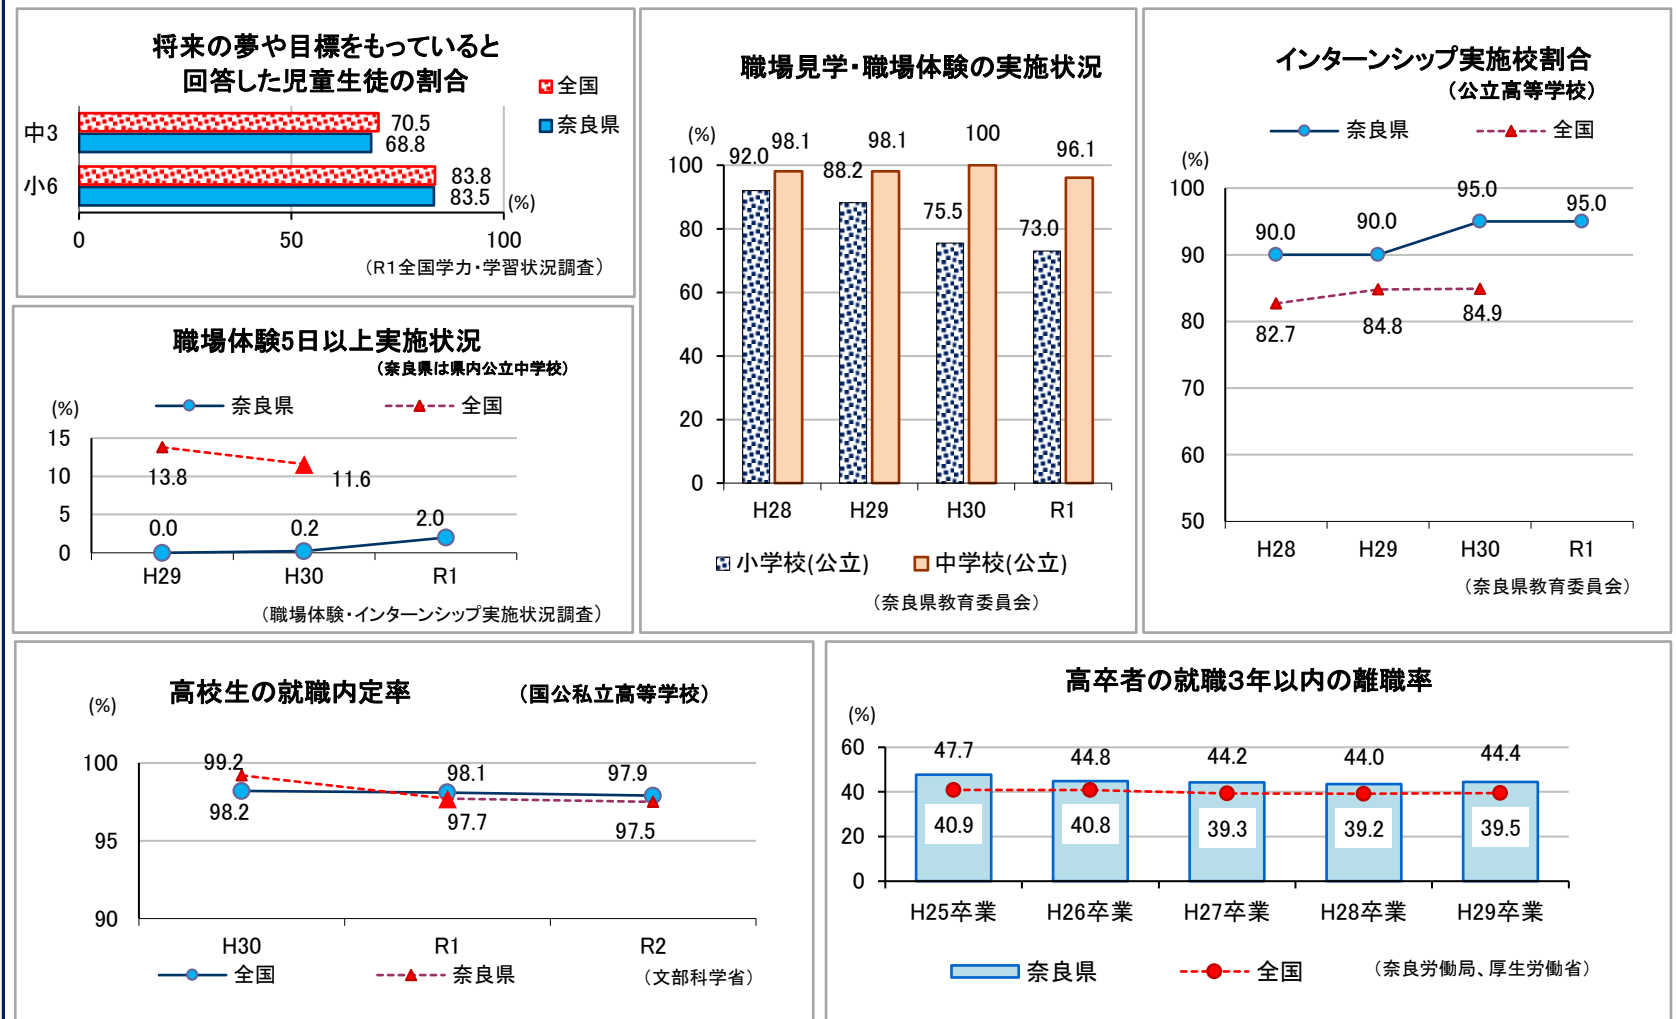 将来の夢や目標をもっていると
回答した児童生徒の割合
全国
奈良県
中3
70.5
68.8
小6
83.8
83.5
(%)
0
50
100
（R1全国学力・学習状況調査）
職場体験5日以上実施状況
（奈良県は県内公立中学校）
(%)
奈良県
全国
15
10
5
0
13.8
11.6
0.0
0.2
2.0
H29
H30
R1
（職場体験・インターンシップ実施状況調査）
職場見学・職場体験の実施状況
(%)
100
80
60
40
20
0
92.0
98.1
88.2
98.1
75.5
100
73.0
96.1
H28
H29
H30
R1
小学校(公立)
中学校(公立)
（奈良県教育委員会）
インターンシップ実施校割合
（公立高等学校）
奈良県
全国
(%)
100
90
80
70
60
50
90.0
90.0
95.0
95.0
82.7
84.8
84.9
H28
H29
H30
R1
（奈良県教育委員会）
高校生の就職内定率
（国公私立高等学校）
(%)
100
95
90
99.2
98.1
97.9
98.2
97.7
97.5
H30
R1
R2
全国
奈良県
（文部科学省）
高卒者の就職3年以内の離職率
(%)
60
40
20
0
47.7
44.8
44.2
44.0
44.4
40.9
40.8
39.3
39.2
39.5
H25卒業
H26卒業
H27卒業
H28卒業
H29卒業
奈良県
全国
（奈良労働局、厚生労働省）